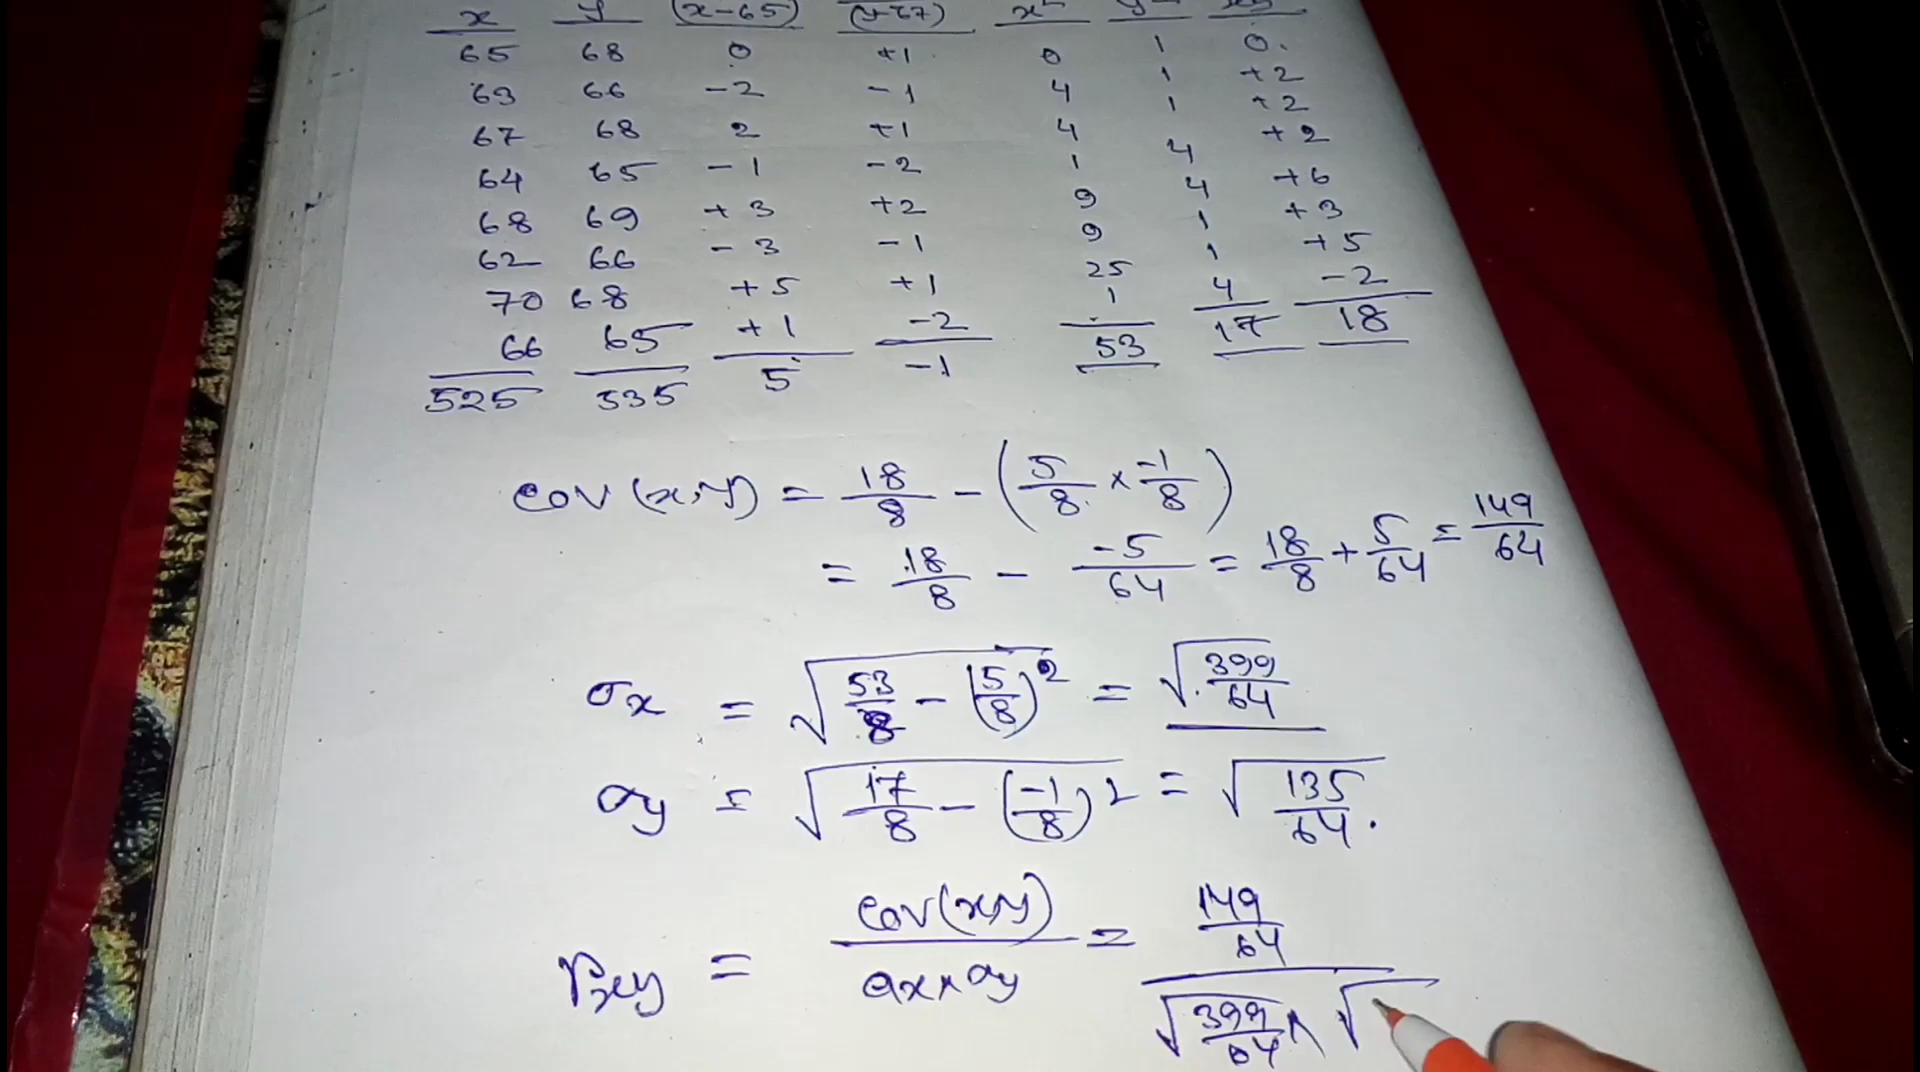 x y (x-65) (y-67) x² y² xy
65 68 0 +1 0 1 0.
63 66 -2 -1 4 1 +2
67 68 2 +1 4 1 +2
64 65 -1 -2 1 4 +2
68 69 +3 +2 9 4 +6
62 66 -3 -1 9 1 +3
70 68 +5 +1 25 1 +5
66 65 +1 -2 1 4 -2
525 535 5 -1 53 17 18
cov (x,y) = 18/8 - (5/8 × -1/8)
= 18/8 - -5/64 = 18/8 + 5/64 = 149/64
σx = √53/8 - (5/8)² = √399/64
σy = √17/8 - (-1/8)² = √135/64.
rxy = cov(x,y)/σx×σy = 149/64 / √399/64 × √